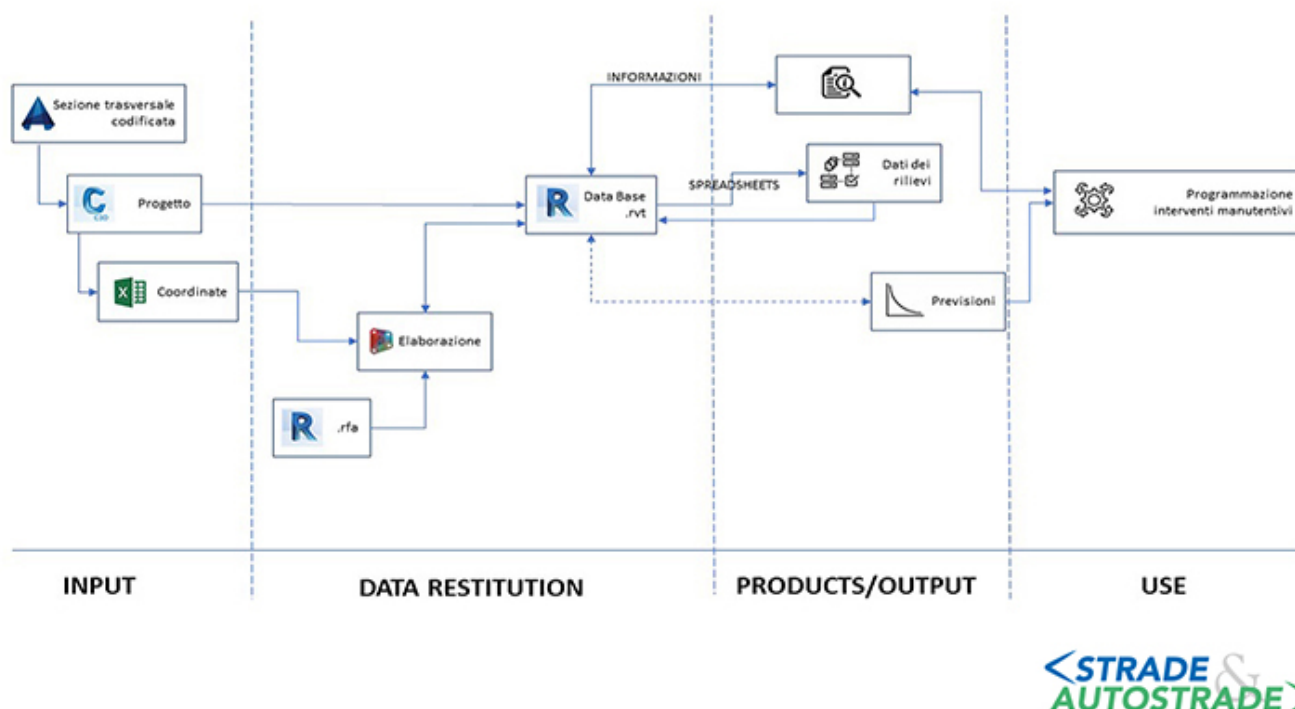 INFORMAZIONI
Sezione trasversale
codificata
Dati dei
rilievi
SPREADSHEETS
Data Base
.rvt
Progetto
C3D
Programmazione
interventi manutentivi
Coordinate
Previsioni
Elaborazione
.rfa
INPUT
DATA RESTITUTION
PRODUCTS/OUTPUT
USE
<STRADE &
AUTOSTRADE>